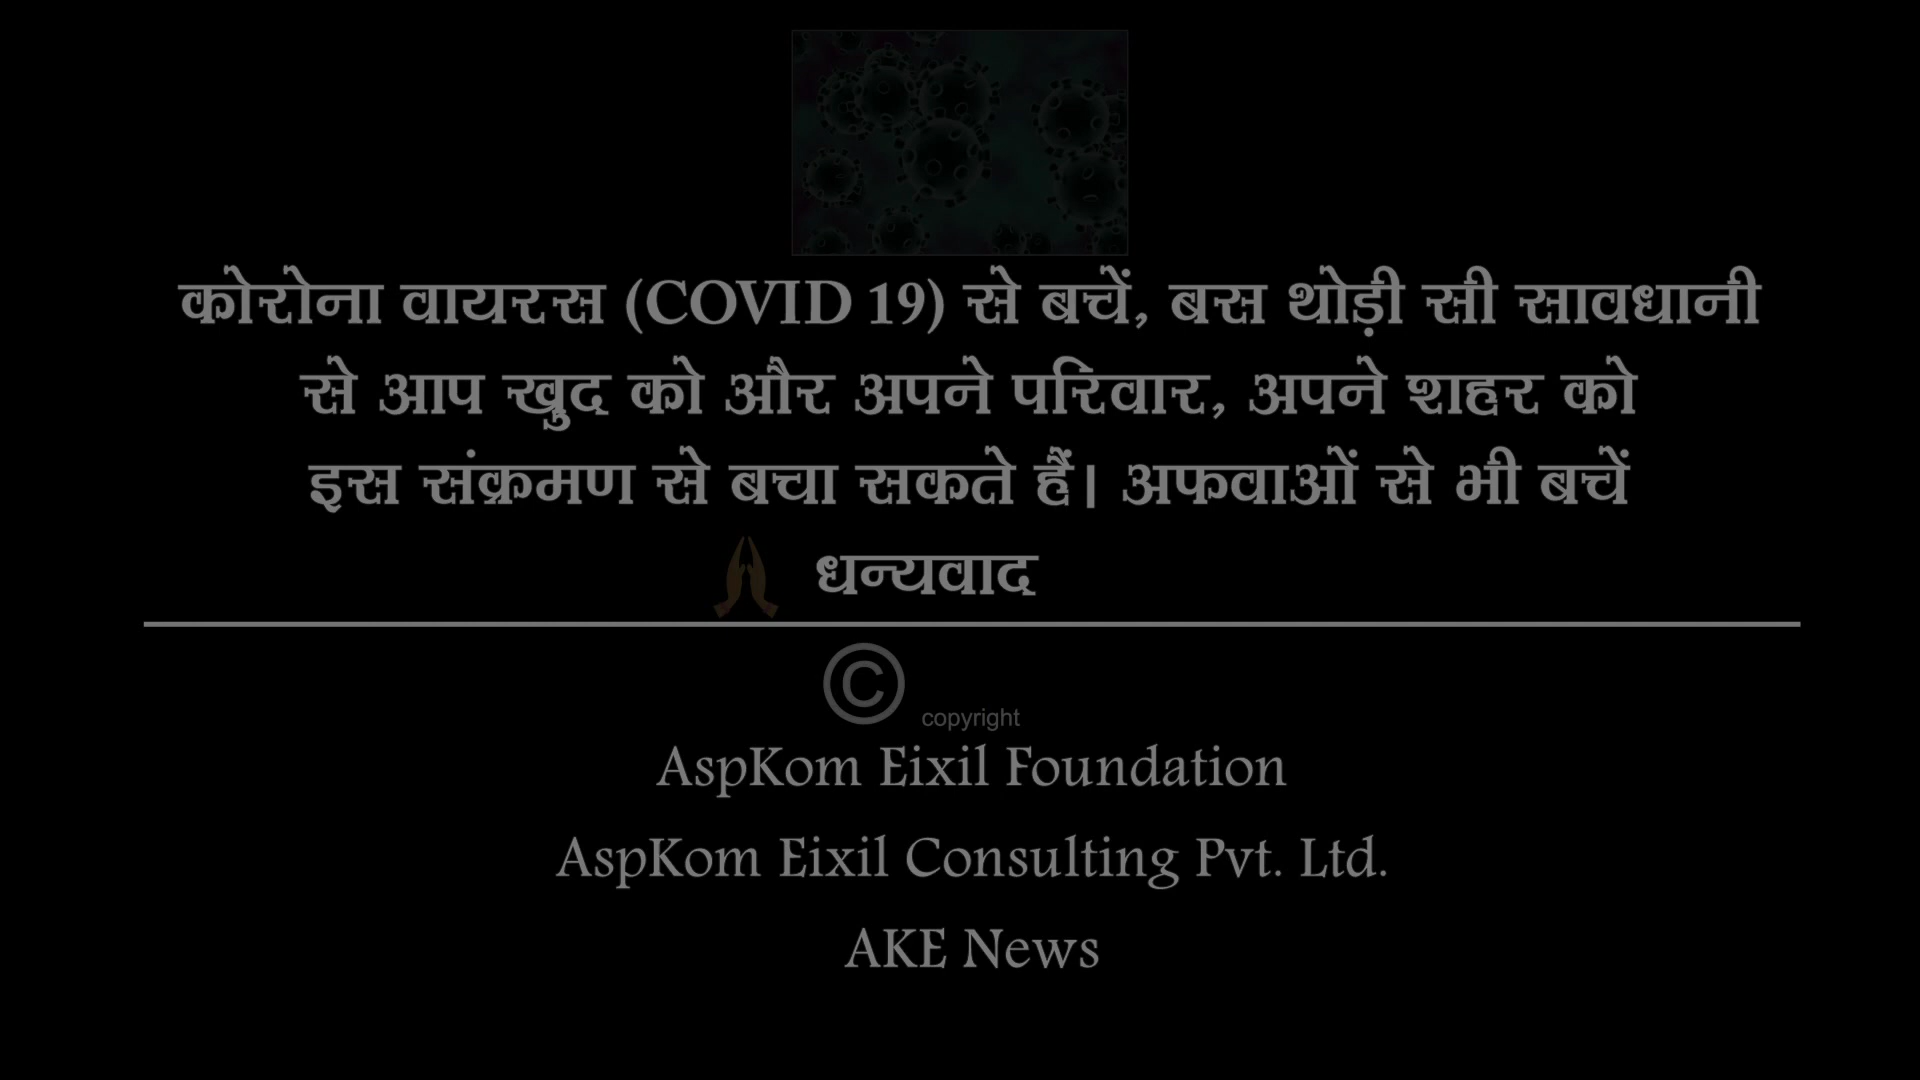 कोरोना वायरस (COVID 19) से बचें, बस थोड़ी सी सावधानी
से आप खुद को और अपने परिवार, अपने शहर को
इस संक्रमण से बचा सकते हैं। अफवाओं से भी बचें
🙏 धन्यवाद
© copyright
AspKom Eixil Foundation
AspKom Eixil Consulting Pvt. Ltd.
AKE News